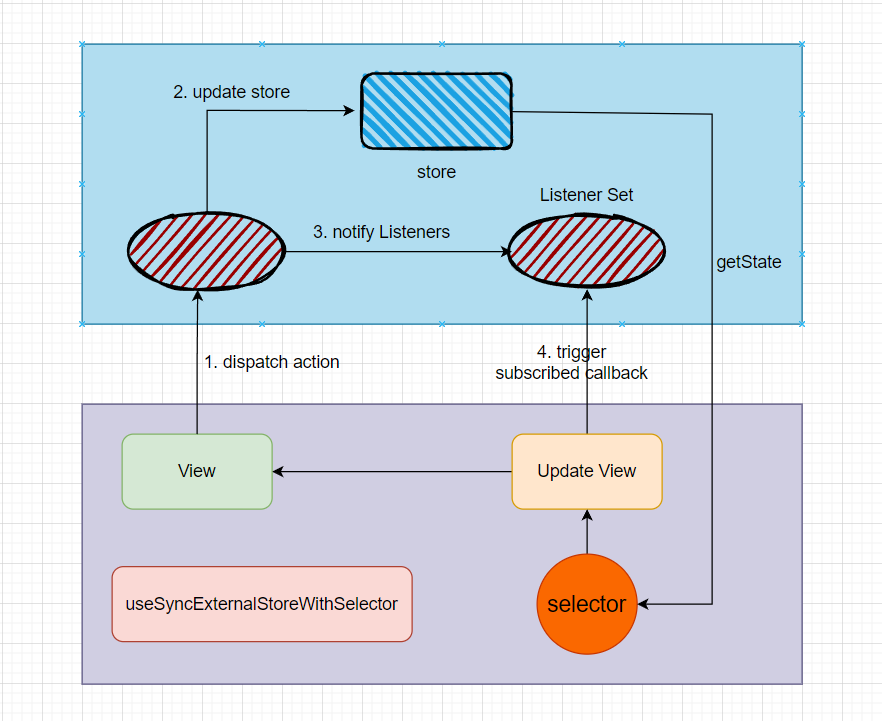 2. update store
store
Listener Set
3. notify Listeners
getState
1. dispatch action
4. trigger
subscribed callback
View
Update View
useSyncExternalStoreWithSelector
selector